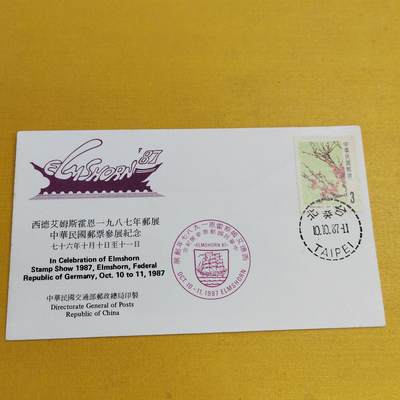 ELMSHORN '87
西德艾姆斯霍恩一九八七年郵展
中華民國郵票參展紀念
七十六年十月十日至十一日
In Celebration of Elmshorn
Stamp Show 1987, Elmshorn, Federal
Republic of Germany, Oct. 10 to 11, 1987
中華民國交通部郵政總局印製
Directorate General of Posts
Republic of China
ELMSHORN 87
OCT. 10-11, 1987 ELMSHORN
中華民國郵票
3
10.10.87-11
TAIPEI